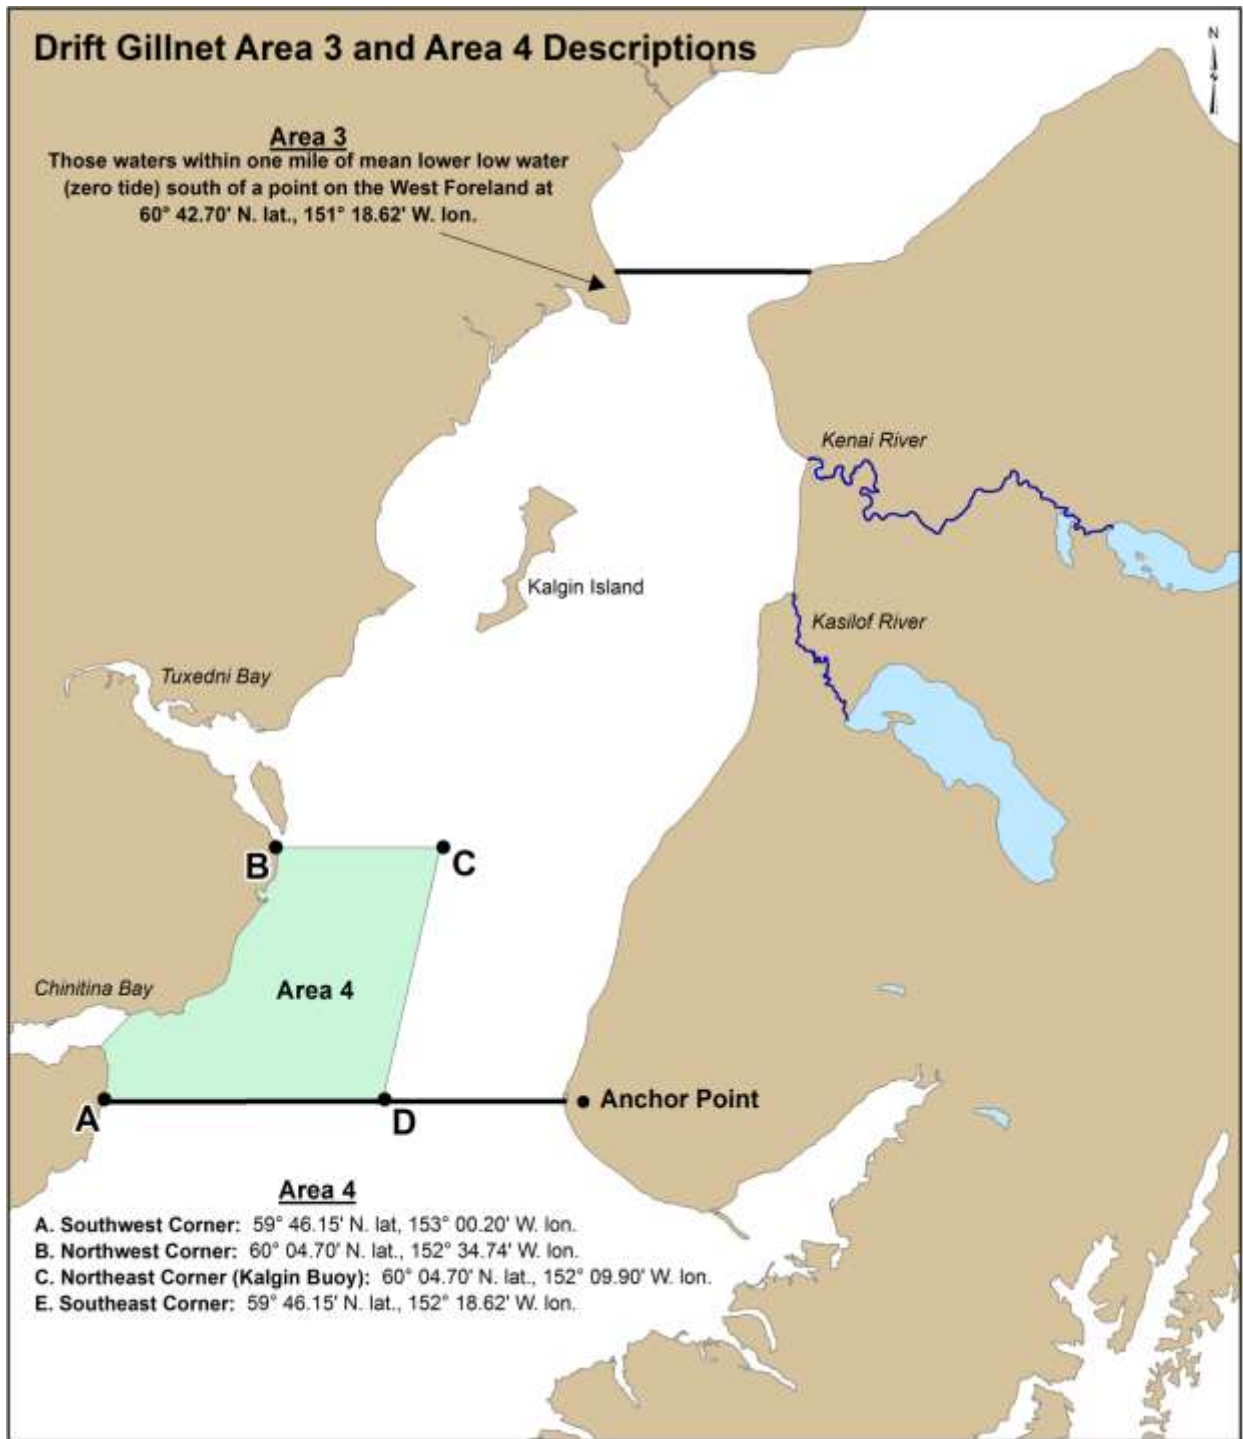 Drift Gillnet Area 3 and Area 4 Descriptions
N
Area 3
Those waters within one mile of mean lower low water
(zero tide) south of a point on the West Foreland at
60° 42.70' N. lat., 151° 18.62' W. lon.
Kenai River
Kalgin Island
Kasilof River
Tuxedni Bay
B
C
Chinitina Bay
Area 4
A
D
Anchor Point
Area 4
A. Southwest Corner: 59° 46.15' N. lat, 153° 00.20' W. lon.
B. Northwest Corner: 60° 04.70' N. lat., 152° 34.74' W. lon.
C. Northeast Corner (Kalgin Buoy): 60° 04.70' N. lat., 152° 09.90' W. lon.
E. Southeast Corner: 59° 46.15' N. lat., 152° 18.62' W. lon.